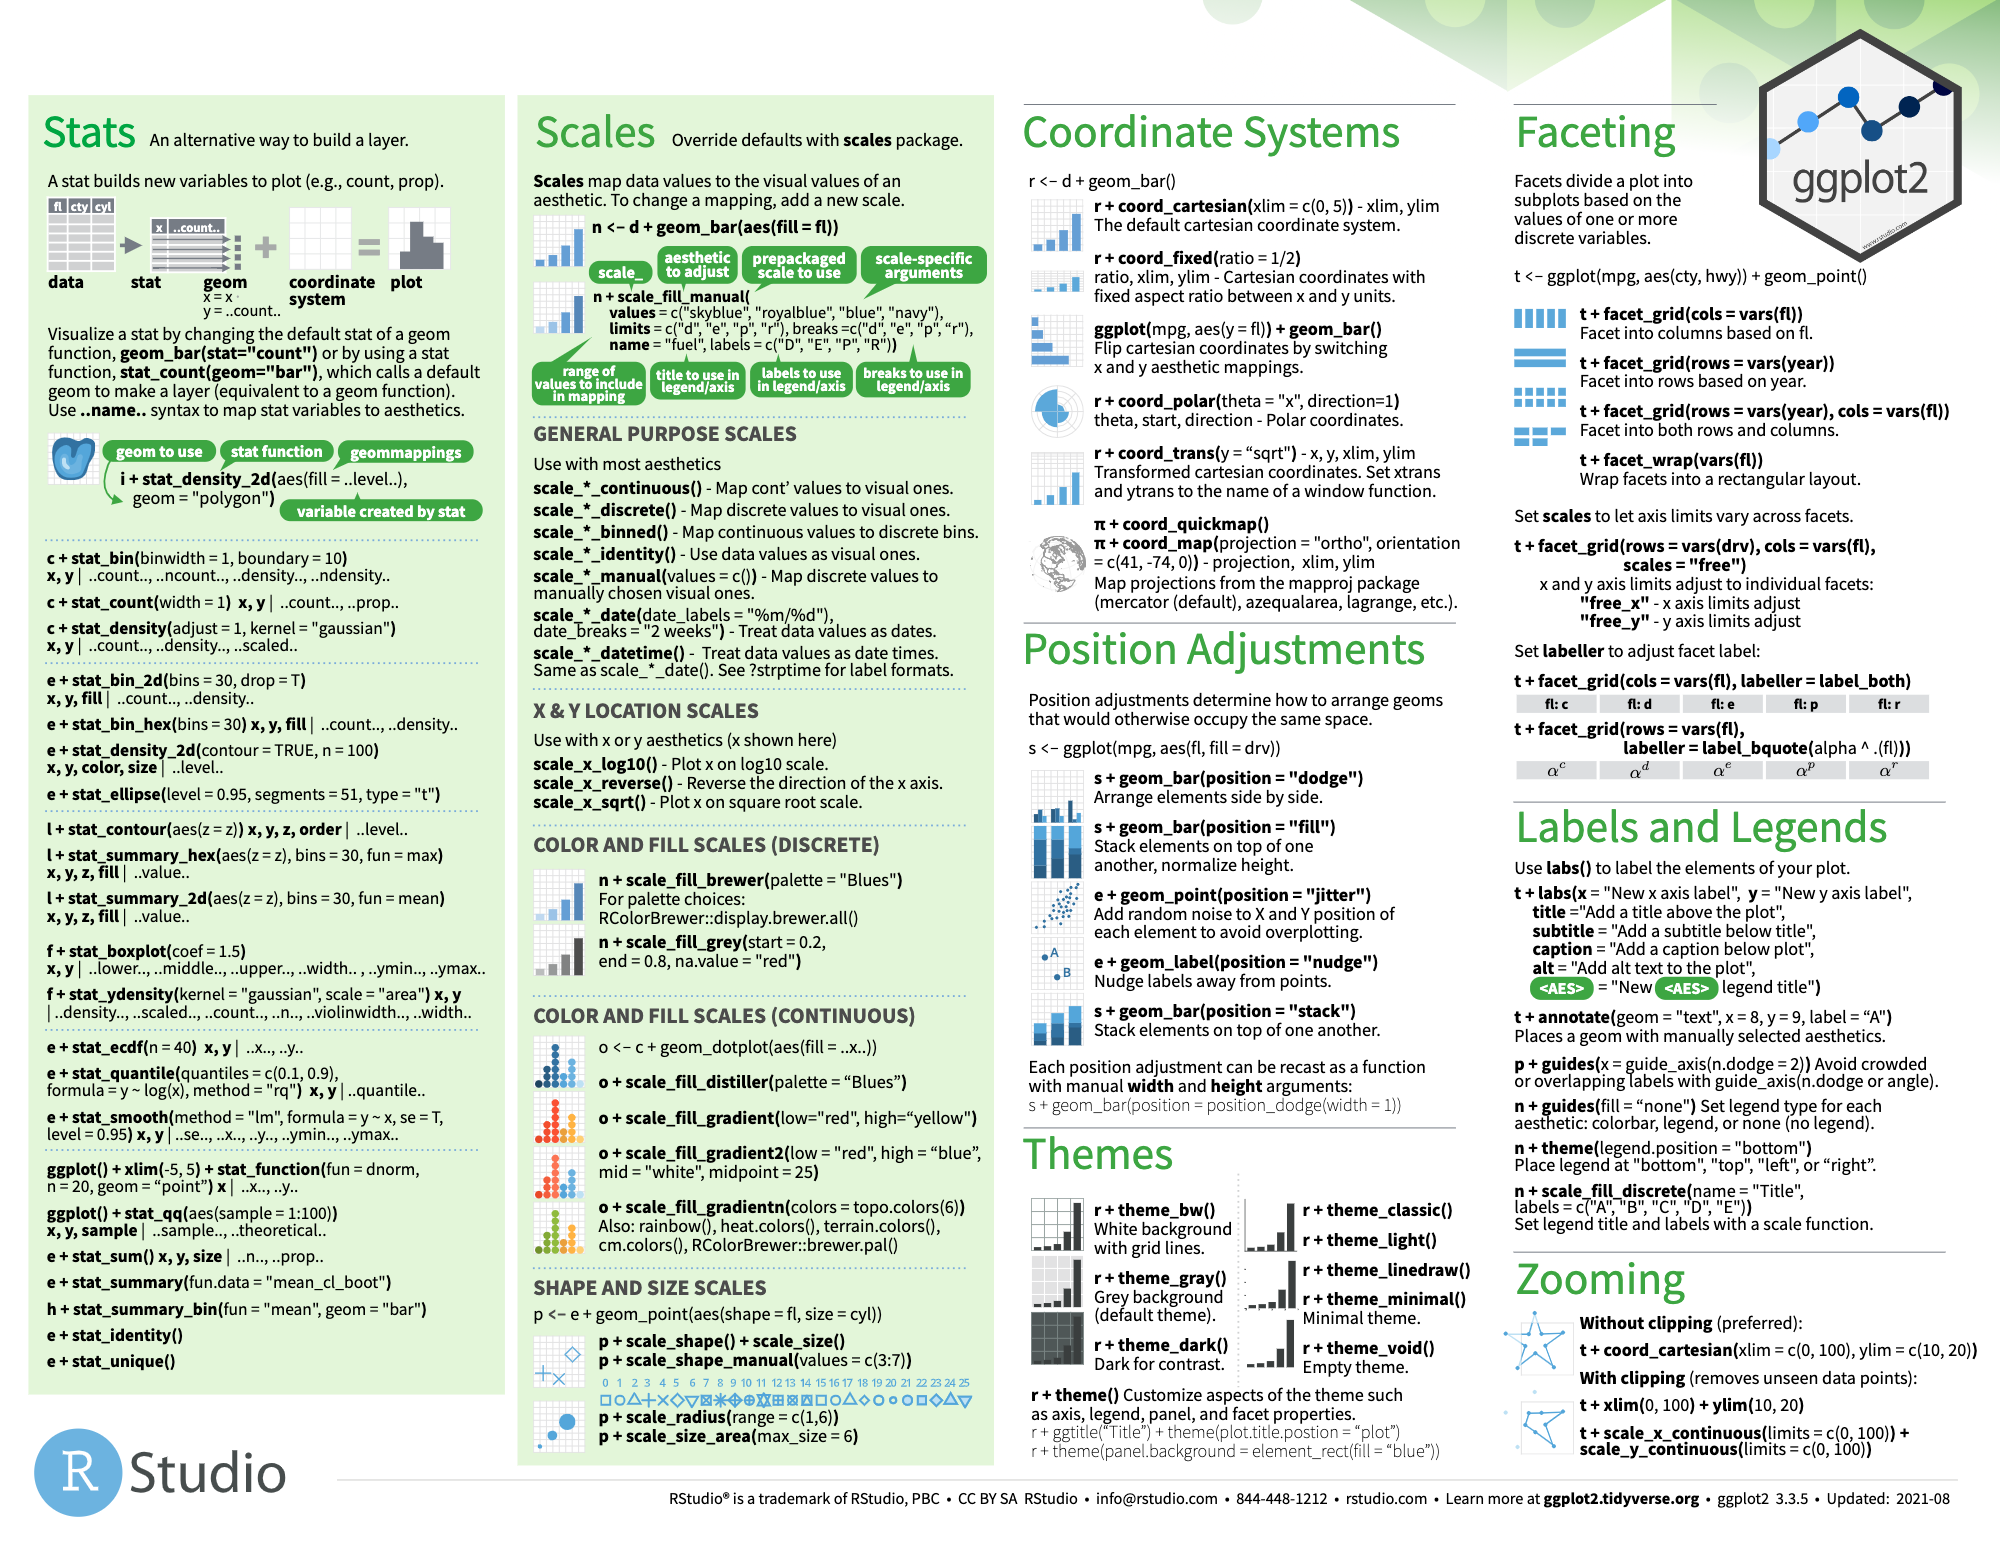 Stats An alternative way to build a layer.
A stat builds new variables to plot (e.g., count, prop).
fl cty cyl
x ..count..
data stat geom coordinate system plot
x = x ·
y = ..count..
Visualize a stat by changing the default stat of a geom
function, geom_bar(stat="count") or by using a stat
function, stat_count(geom="bar"), which calls a default
geom to make a layer (equivalent to a geom function).
Use ..name.. syntax to map stat variables to aesthetics.
geom to use stat function geommappings
i + stat_density_2d(aes(fill = ..level..),
geom = "polygon")
variable created by stat
c + stat_bin(binwidth = 1, boundary = 10)
x, y | ..count.., ..ncount.., ..density.., ..ndensity..
c + stat_count(width = 1) x, y | ..count.., ..prop..
c + stat_density(adjust = 1, kernel = "gaussian")
x, y | ..count.., ..density.., ..scaled..
e + stat_bin_2d(bins = 30, drop = T)
x, y, fill | ..count.., ..density..
e + stat_bin_hex(bins = 30) x, y, fill | ..count.., ..density..
e + stat_density_2d(contour = TRUE, n = 100)
x, y, color, size | ..level..
e + stat_ellipse(level = 0.95, segments = 51, type = "t")
l + stat_contour(aes(z = z)) x, y, z, order | ..level..
l + stat_summary_hex(aes(z = z), bins = 30, fun = max)
x, y, z, fill | ..value..
l + stat_summary_2d(aes(z = z), bins = 30, fun = mean)
x, y, z, fill | ..value..
f + stat_boxplot(coef = 1.5)
x, y | ..lower.., ..middle.., ..upper.., ..width.. , ..ymin.., ..ymax..
f + stat_ydensity(kernel = "gaussian", scale = "area") x, y
| ..density.., ..scaled.., ..count.., ..n.., ..violinwidth.., ..width..
e + stat_ecdf(n = 40) x, y | ..x.., ..y..
e + stat_quantile(quantiles = c(0.1, 0.9),
formula = y ~ log(x), method = "rq") x, y | ..quantile..
e + stat_smooth(method = "lm", formula = y ~ x, se = T,
level = 0.95) x, y | ..se.., ..x.., ..y.., ..ymin.., ..ymax..
ggplot() + xlim(-5, 5) + stat_function(fun = dnorm,
n = 20, geom = “point”) x | ..x.., ..y..
ggplot() + stat_qq(aes(sample = 1:100))
x, y, sample | ..sample.., ..theoretical..
e + stat_sum() x, y, size | ..n.., ..prop..
e + stat_summary(fun.data = "mean_cl_boot")
h + stat_summary_bin(fun = "mean", geom = "bar")
e + stat_identity()
e + stat_unique()
Scales Override defaults with scales package.
Scales map data values to the visual values of an
aesthetic. To change a mapping, add a new scale.
n <- d + geom_bar(aes(fill = fl))
scale_ aesthetic to adjust prepackaged scale to use scale-specific arguments
n + scale_fill_manual(
values = c("skyblue", "royalblue", "blue", "navy"),
limits = c("d", "e", "p", "r"), breaks =c("d", "e", "p", “r"),
name = "fuel", labels = c("D", "E", "P", "R"))
range of values to include in mapping title to use in legend/axis labels to use in legend/axis breaks to use in legend/axis
GENERAL PURPOSE SCALES
Use with most aesthetics
scale_*_continuous() - Map cont’ values to visual ones.
scale_*_discrete() - Map discrete values to visual ones.
scale_*_binned() - Map continuous values to discrete bins.
scale_*_identity() - Use data values as visual ones.
scale_*_manual(values = c()) - Map discrete values to
manually chosen visual ones.
scale_*_date(date_labels = "%m/%d"),
date_breaks = "2 weeks") - Treat data values as dates.
scale_*_datetime() - Treat data values as date times.
Same as scale_*_date(). See ?strptime for label formats.
X & Y LOCATION SCALES
Use with x or y aesthetics (x shown here)
scale_x_log10() - Plot x on log10 scale.
scale_x_reverse() - Reverse the direction of the x axis.
scale_x_sqrt() - Plot x on square root scale.
COLOR AND FILL SCALES (DISCRETE)
n + scale_fill_brewer(palette = "Blues")
For palette choices:
RColorBrewer::display.brewer.all()
n + scale_fill_grey(start = 0.2,
end = 0.8, na.value = "red")
COLOR AND FILL SCALES (CONTINUOUS)
o <- c + geom_dotplot(aes(fill = ..x..))
o + scale_fill_distiller(palette = “Blues”)
o + scale_fill_gradient(low="red", high=“yellow")
o + scale_fill_gradient2(low = "red", high = “blue”,
mid = "white", midpoint = 25)
o + scale_fill_gradientn(colors = topo.colors(6))
Also: rainbow(), heat.colors(), terrain.colors(),
cm.colors(), RColorBrewer::brewer.pal()
SHAPE AND SIZE SCALES
p <- e + geom_point(aes(shape = fl, size = cyl))
p + scale_shape() + scale_size()
p + scale_shape_manual(values = c(3:7))
0 1 2 3 4 5 6 7 8 9 10 11 12 13 14 15 16 17 18 19 20 21 22 23 24 25
p + scale_radius(range = c(1,6))
p + scale_size_area(max_size = 6)
Coordinate Systems
r <- d + geom_bar()
r + coord_cartesian(xlim = c(0, 5)) - xlim, ylim
The default cartesian coordinate system.
r + coord_fixed(ratio = 1/2)
ratio, xlim, ylim - Cartesian coordinates with
fixed aspect ratio between x and y units.
ggplot(mpg, aes(y = fl)) + geom_bar()
Flip cartesian coordinates by switching
x and y aesthetic mappings.
r + coord_polar(theta = "x", direction=1)
theta, start, direction - Polar coordinates.
r + coord_trans(y = “sqrt") - x, y, xlim, ylim
Transformed cartesian coordinates. Set xtrans
and ytrans to the name of a window function.
π + coord_quickmap()
π + coord_map(projection = "ortho", orientation
= c(41, -74, 0)) - projection, xlim, ylim
Map projections from the mapproj package
(mercator (default), azequalarea, lagrange, etc.).
Position Adjustments
Position adjustments determine how to arrange geoms
that would otherwise occupy the same space.
s <- ggplot(mpg, aes(fl, fill = drv))
s + geom_bar(position = "dodge")
Arrange elements side by side.
s + geom_bar(position = "fill")
Stack elements on top of one
another, normalize height.
e + geom_point(position = "jitter")
Add random noise to X and Y position of
each element to avoid overplotting.
A
B
e + geom_label(position = "nudge")
Nudge labels away from points.
s + geom_bar(position = "stack")
Stack elements on top of one another.
Each position adjustment can be recast as a function
with manual width and height arguments:
s + geom_bar(position = position_dodge(width = 1))
Themes
r + theme_bw()
White background
with grid lines.
r + theme_gray()
Grey background
(default theme).
r + theme_dark()
Dark for contrast.
r + theme_classic()
r + theme_light()
r + theme_linedraw()
r + theme_minimal()
Minimal theme.
r + theme_void()
Empty theme.
r + theme() Customize aspects of the theme such
as axis, legend, panel, and facet properties.
r + ggtitle(“Title”) + theme(plot.title.postion = “plot”)
r + theme(panel.background = element_rect(fill = “blue”))
Faceting
ggplot2
www.rstudio.com
Facets divide a plot into
subplots based on the
values of one or more
discrete variables.
t <- ggplot(mpg, aes(cty, hwy)) + geom_point()
t + facet_grid(cols = vars(fl))
Facet into columns based on fl.
t + facet_grid(rows = vars(year))
Facet into rows based on year.
t + facet_grid(rows = vars(year), cols = vars(fl))
Facet into both rows and columns.
t + facet_wrap(vars(fl))
Wrap facets into a rectangular layout.
Set scales to let axis limits vary across facets.
t + facet_grid(rows = vars(drv), cols = vars(fl),
scales = "free")
x and y axis limits adjust to individual facets:
"free_x" - x axis limits adjust
"free_y" - y axis limits adjust
Set labeller to adjust facet label:
t + facet_grid(cols = vars(fl), labeller = label_both)
fl: c fl: d fl: e fl: p fl: r
t + facet_grid(rows = vars(fl),
labeller = label_bquote(alpha ^ .(fl)))
α^c α^d α^e α^p α^r
Labels and Legends
Use labs() to label the elements of your plot.
t + labs(x = "New x axis label", y = "New y axis label",
title ="Add a title above the plot",
subtitle = "Add a subtitle below title",
caption = "Add a caption below plot",
alt = "Add alt text to the plot",
<AES> = "New <AES> legend title")
t + annotate(geom = "text", x = 8, y = 9, label = “A")
Places a geom with manually selected aesthetics.
p + guides(x = guide_axis(n.dodge = 2)) Avoid crowded
or overlapping labels with guide_axis(n.dodge or angle).
n + guides(fill = “none") Set legend type for each
aesthetic: colorbar, legend, or none (no legend).
n + theme(legend.position = "bottom")
Place legend at "bottom", "top", "left", or “right”.
n + scale_fill_discrete(name = "Title",
labels = c("A", "B", "C", "D", "E"))
Set legend title and labels with a scale function.
Zooming
Without clipping (preferred):
t + coord_cartesian(xlim = c(0, 100), ylim = c(10, 20))
With clipping (removes unseen data points):
t + xlim(0, 100) + ylim(10, 20)
t + scale_x_continuous(limits = c(0, 100)) +
scale_y_continuous(limits = c(0, 100))
R Studio
RStudio® is a trademark of RStudio, PBC • CC BY SA RStudio • info@rstudio.com • 844-448-1212 • rstudio.com • Learn more at ggplot2.tidyverse.org • ggplot2 3.3.5 • Updated: 2021-08